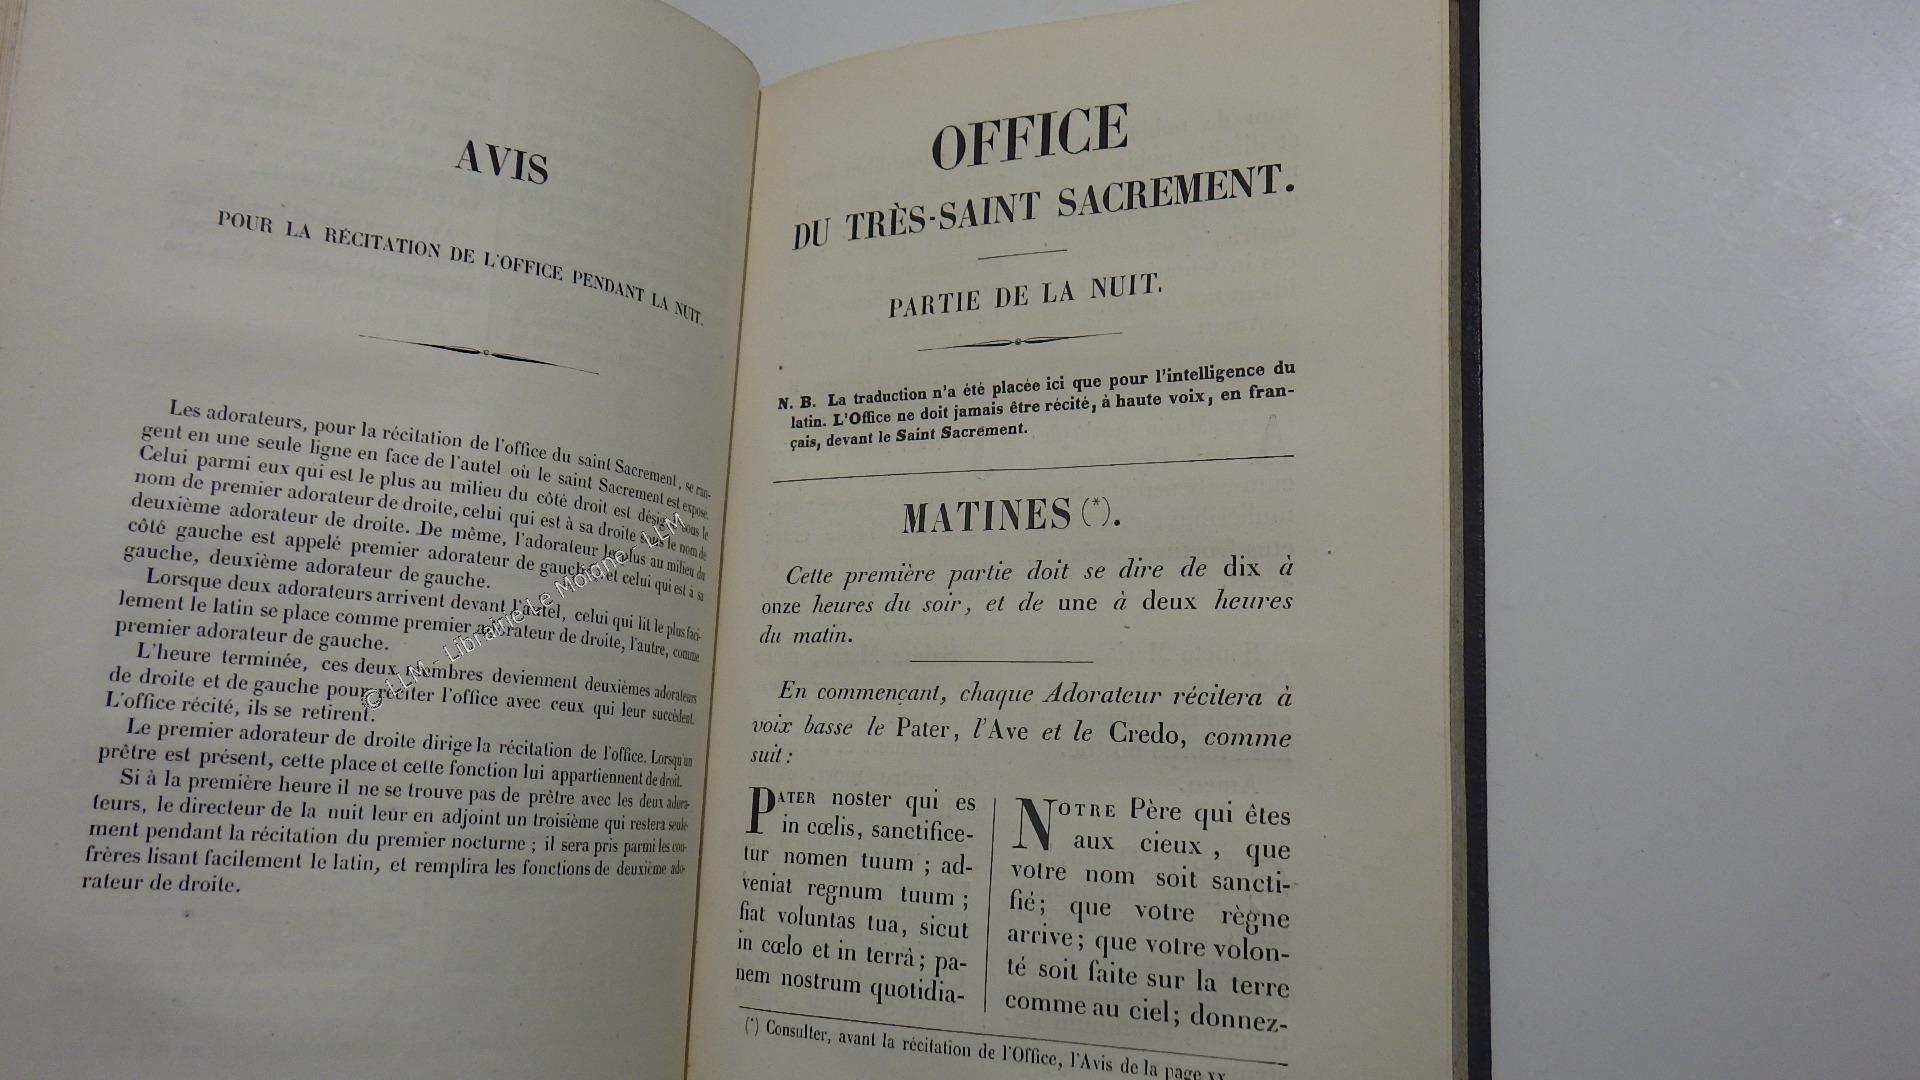 AVIS
POUR LA RÉCITATION DE L'OFFICE PENDANT LA NUIT.
Les adorateurs, pour la récitation de l'office du saint Sacrement, se ran-
gent en une seule ligne en face de l'autel où le saint Sacrement est exposé.
Celui parmi eux qui est le plus au milieu du côté droit est désigné sous le
nom de premier adorateur de droite, celui qui est à sa droite sous le nom de
deuxième adorateur de droite. De même, l'adorateur le plus au milieu du
côté gauche est appelé premier adorateur de gauche, et celui qui est à sa
gauche, deuxième adorateur de gauche.
Lorsque deux adorateurs arrivent devant l'autel, celui qui lit le plus faci-
lement le latin se place comme premier adorateur de droite, l'autre, comme
premier adorateur de gauche.
L'heure terminée, ces deux membres deviennent deuxièmes adorateurs
de droite et de gauche pour réciter l'office avec ceux qui leur succèdent.
L'office récité, ils se retirent.
Le premier adorateur de droite dirige la récitation de l'office. Lorsqu'un
prêtre est présent, cette place et cette fonction lui appartiennent de droit.
Si à la première heure il ne se trouve pas de prêtre avec les deux adora-
teurs, le directeur de la nuit leur en adjoint un troisième qui restera seule-
ment pendant la récitation du premier nocturne ; il sera pris parmi les con-
frères lisant facilement le latin, et remplira les fonctions de deuxième ado-
rateur de droite.
© LLM - Librairie Le Moigne - LLM
OFFICE
DU TRÈS-SAINT SACREMENT.
PARTIE DE LA NUIT.
N. B. La traduction n'a été placée ici que pour l'intelligence du
latin. L'Office ne doit jamais être récité, à haute voix, en fran-
çais, devant le Saint Sacrement.
MATINES (*).
Cette première partie doit se dire de dix à
onze heures du soir, et de une à deux heures
du matin.
En commençant, chaque Adorateur récitera à
voix basse le Pater, l'Ave et le Credo, comme
suit :
PATER noster qui es
in cœlis, sanctifice-
tur nomen tuum ; ad-
veniat regnum tuum ;
fiat voluntas tua, sicut
in cœlo et in terrâ ; pa-
nem nostrum quotidia-
NOTRE Père qui êtes
aux cieux, que
votre nom soit sancti-
fié ; que votre règne
arrive ; que votre volon-
té soit faite sur la terre
comme au ciel ; donnez-
(*) Consulter, avant la récitation de l'Office, l'Avis de la page xx.